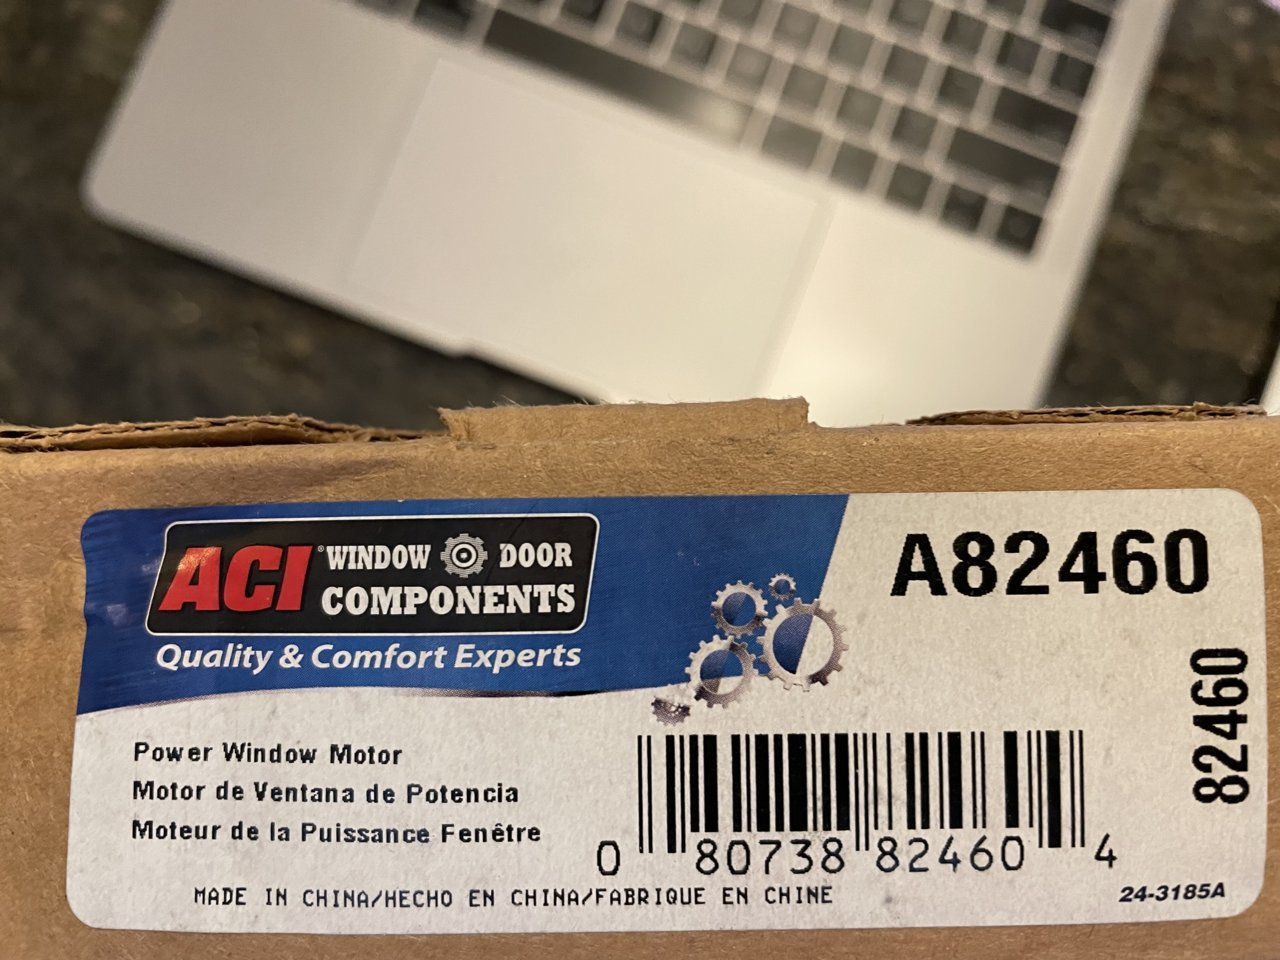 ACI® WINDOW DOOR
COMPONENTS
Quality & Comfort Experts
A82460
82460
Power Window Motor
Motor de Ventana de Potencia
Moteur de la Puissance Fenêtre
0 80738 82460 4
MADE IN CHINA/HECHO EN CHINA/FABRIQUE EN CHINE
24-3185A